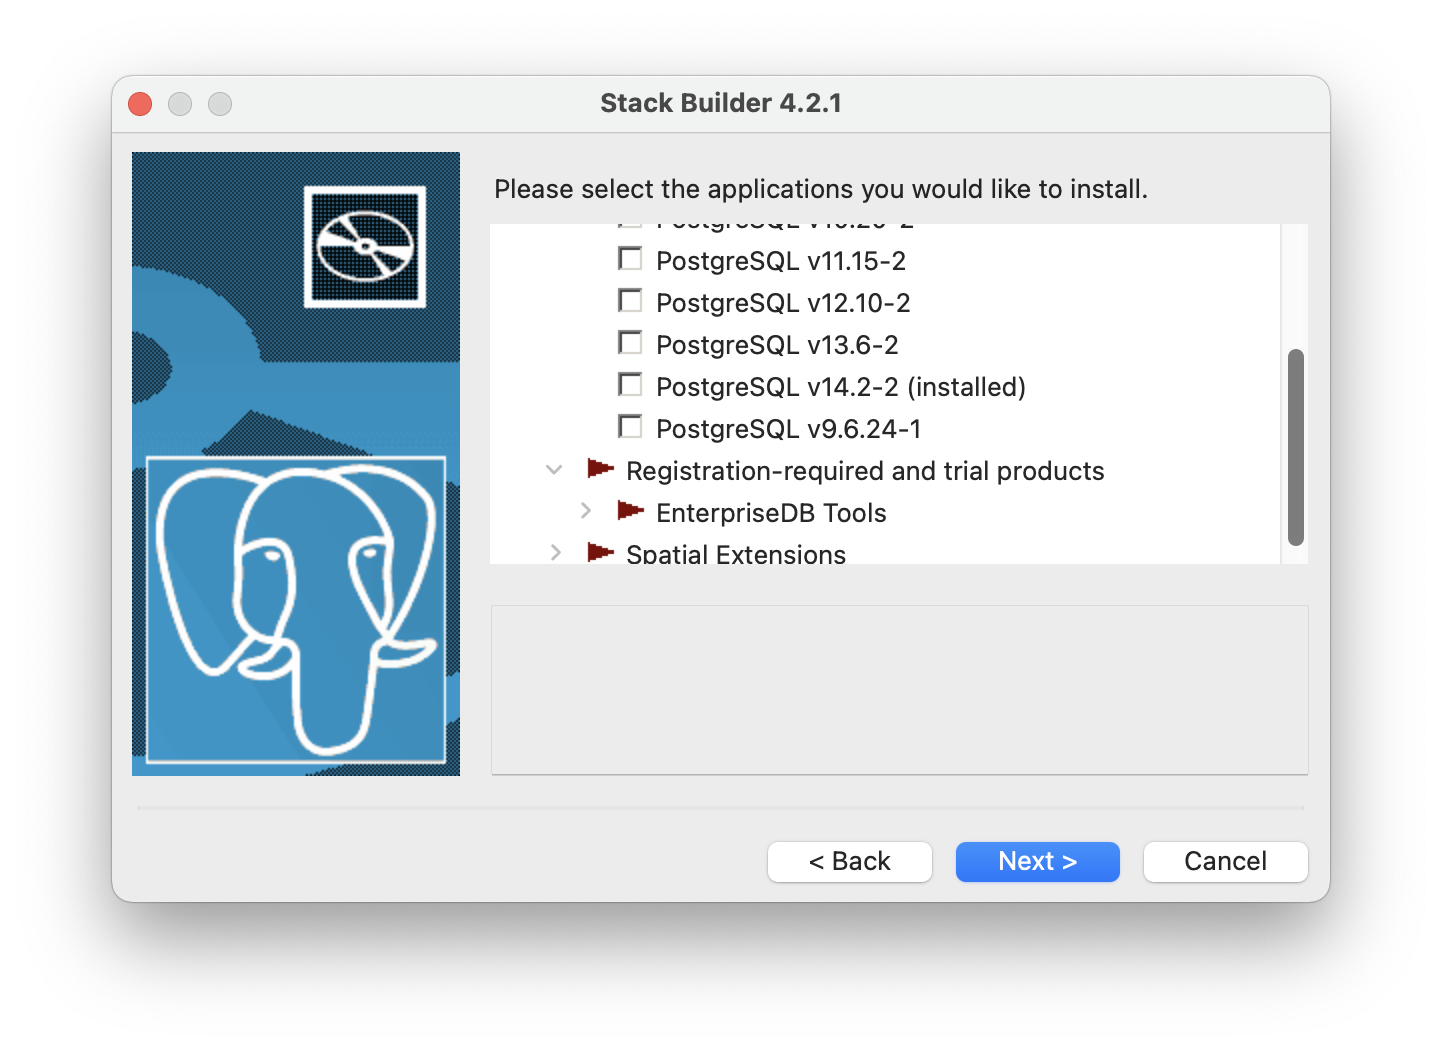 Stack Builder 4.2.1
Please select the applications you would like to install.
PostgreSQL
PostgreSQL v11.15-2
PostgreSQL v12.10-2
PostgreSQL v13.6-2
PostgreSQL v14.2-2 (installed)
PostgreSQL v9.6.24-1
Registration-required and trial products
EnterpriseDB Tools
Spatial Extensions
< Back
Next >
Cancel